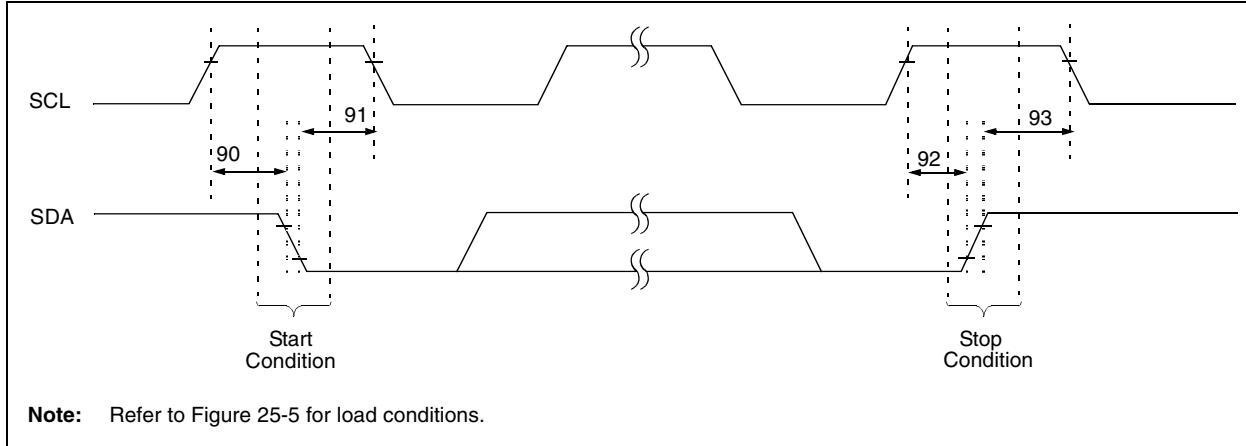 SCL
91
93
90
92
SDA
Start
Condition
Stop
Condition
Note: Refer to Figure 25-5 for load conditions.